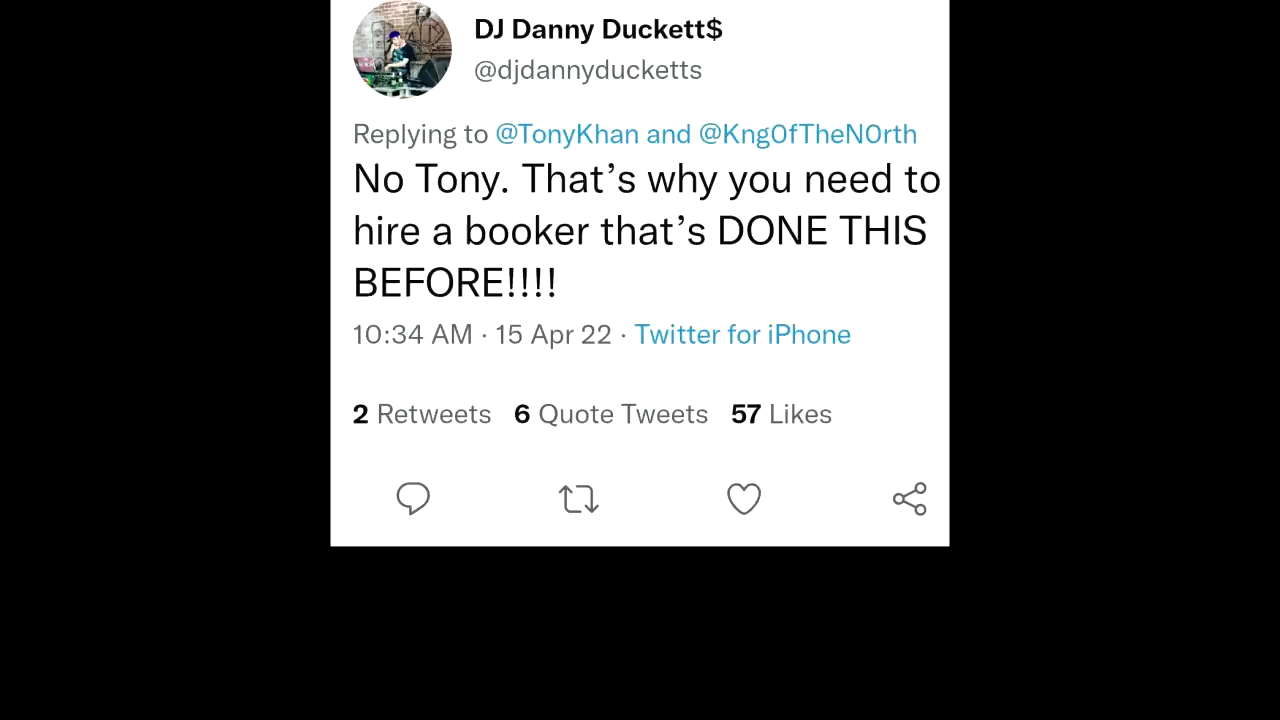 DJ Danny Duckett$
@djdannyducketts
Replying to @TonyKhan and @Kng0fTheN0rth
No Tony. That’s why you need to
hire a booker that’s DONE THIS
BEFORE!!!!
10:34 AM · 15 Apr 22 · Twitter for iPhone
2 Retweets 6 Quote Tweets 57 Likes